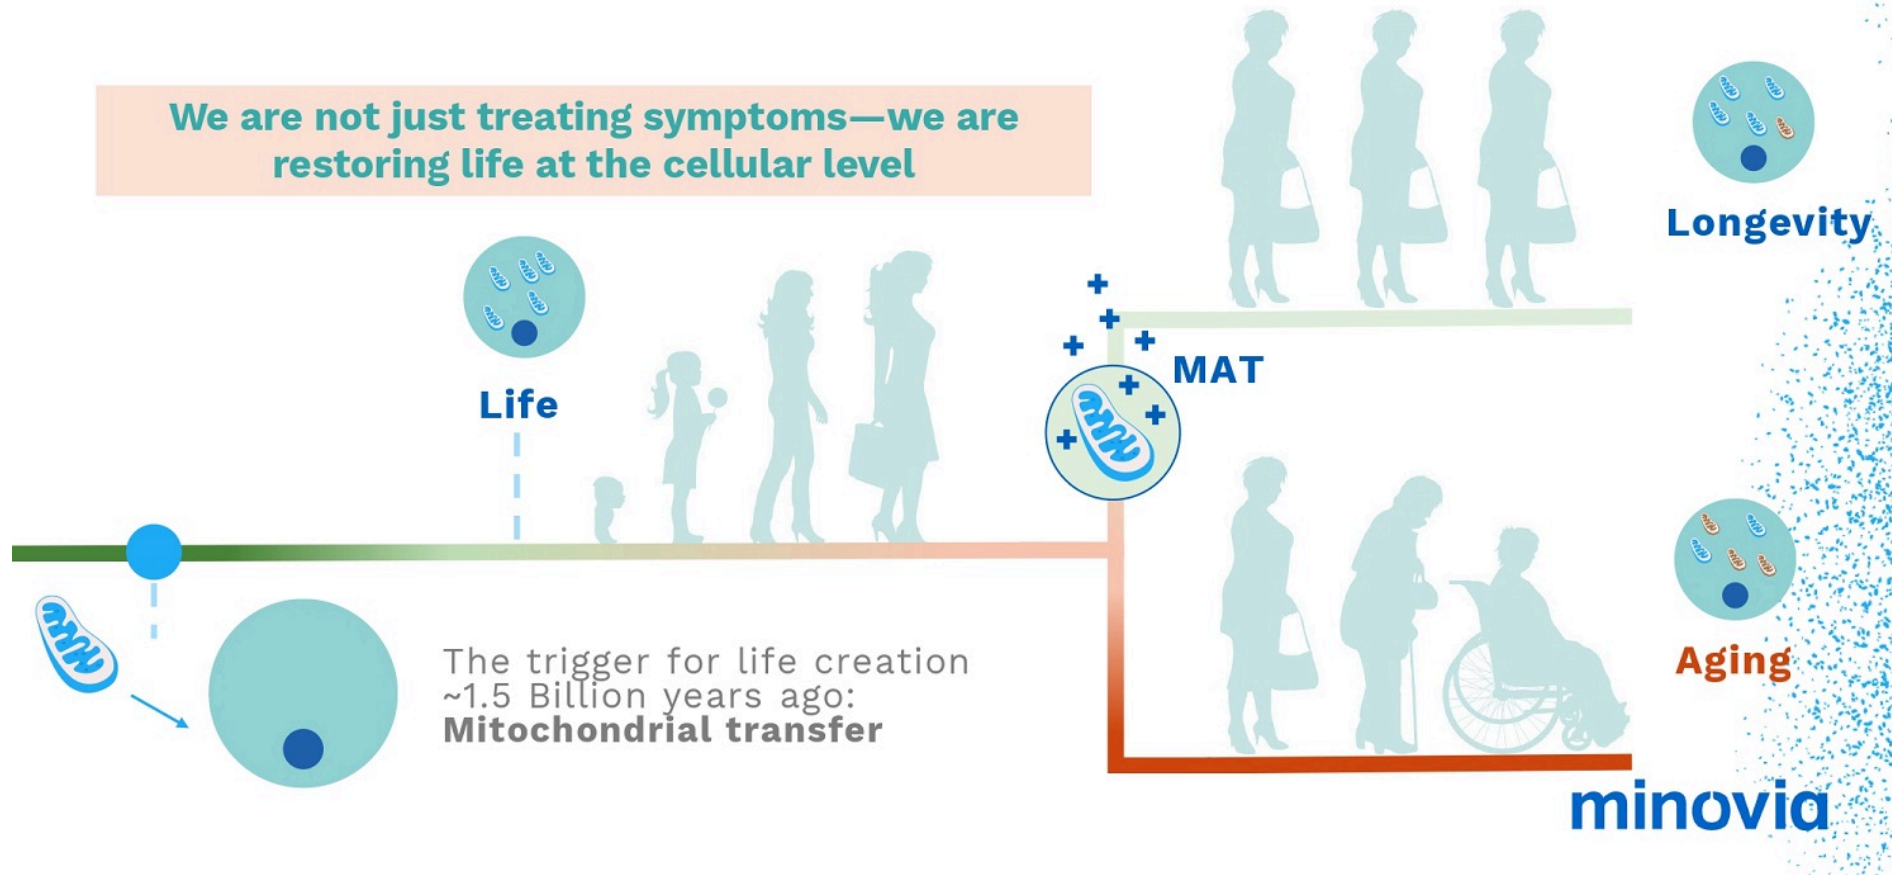 We are not just treating symptoms—we are
restoring life at the cellular level
Life
The trigger for life creation
~1.5 Billion years ago:
Mitochondrial transfer
MAT
Longevity
Aging
minovia